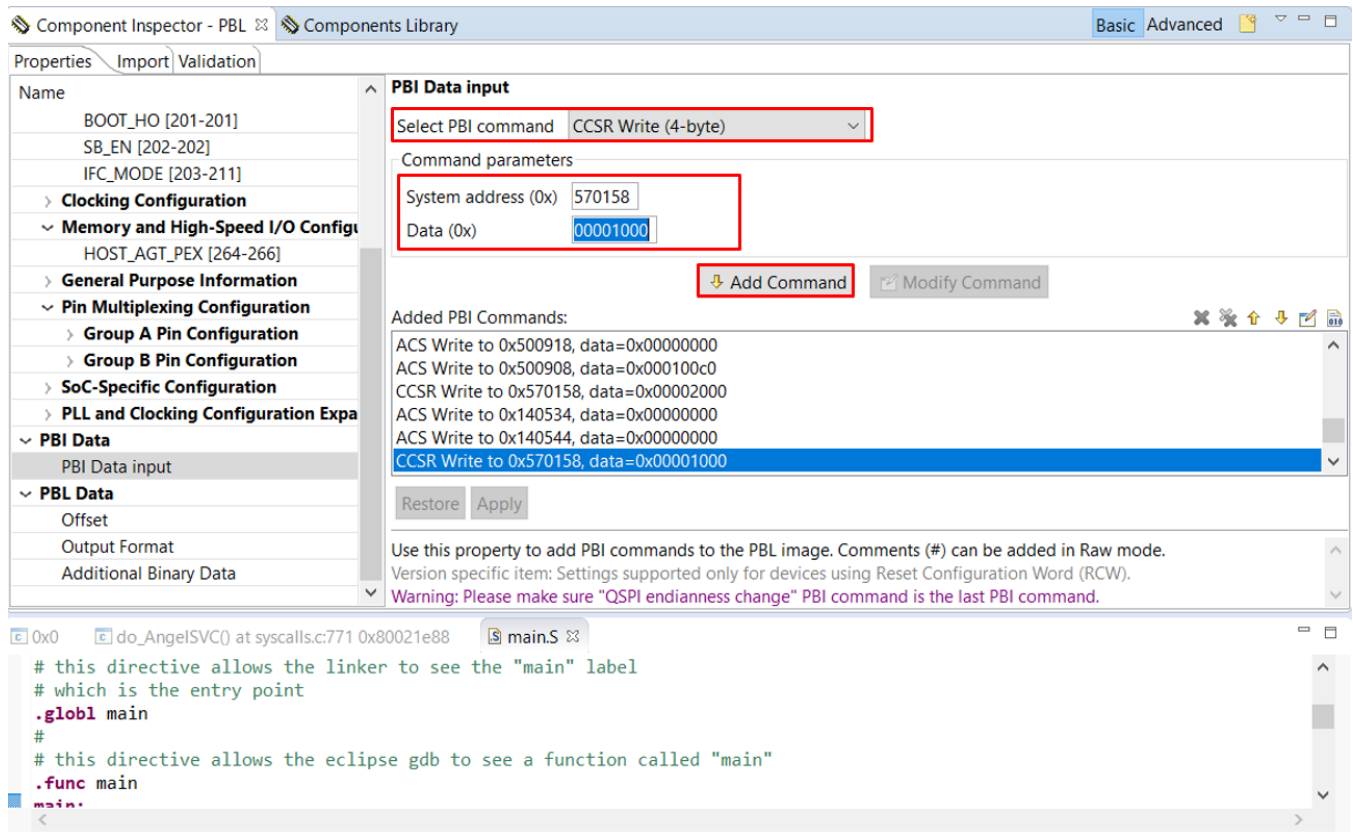 Component Inspector - PBL Components Library Basic Advanced
Properties Import Validation
Name
BOOT_HO [201-201]
SB_EN [202-202]
IFC_MODE [203-211]
Clocking Configuration
Memory and High-Speed I/O Configu
HOST_AGT_PEX [264-266]
General Purpose Information
Pin Multiplexing Configuration
Group A Pin Configuration
Group B Pin Configuration
SoC-Specific Configuration
PLL and Clocking Configuration Expa
PBI Data
PBI Data input
PBL Data
Offset
Output Format
Additional Binary Data
PBI Data input
Select PBI command CCSR Write (4-byte)
Command parameters
System address (0x) 570158
Data (0x) 00001000
Add Command Modify Command
Added PBI Commands:
ACS Write to 0x500918, data=0x00000000
ACS Write to 0x500908, data=0x000100c0
CCSR Write to 0x570158, data=0x00002000
ACS Write to 0x140534, data=0x00000000
ACS Write to 0x140544, data=0x00000000
CCSR Write to 0x570158, data=0x00001000
Restore Apply
Use this property to add PBI commands to the PBL image. Comments (#) can be added in Raw mode.
Version specific item: Settings supported only for devices using Reset Configuration Word (RCW).
Warning: Please make sure "QSPI endianness change" PBI command is the last PBI command.
0x0 do_AngelSVC() at syscalls.c:771 0x80021e88 main.S
# this directive allows the linker to see the "main" label
# which is the entry point
.globl main
#
# this directive allows the eclipse gdb to see a function called "main"
.func main
main: